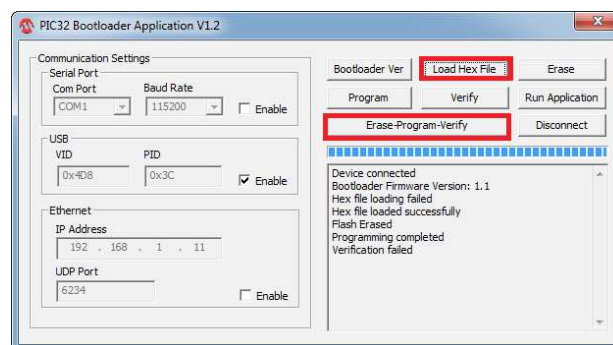 PIC32 Bootloader Application V1.2
Communication Settings
Serial Port
Com Port Baud Rate
COM1 115200 Enable
USB
VID PID
0x4D8 0x3C Enable
Ethernet
IP Address
192 . 168 . 1 . 11
UDP Port
6234 Enable
Bootloader Ver Load Hex File Erase
Program Verify Run Application
Erase-Program-Verify Disconnect
Device connected
Bootloader Firmware Version: 1.1
Hex file loading failed
Hex file loaded successfully
Flash Erased
Programming completed
Verification failed